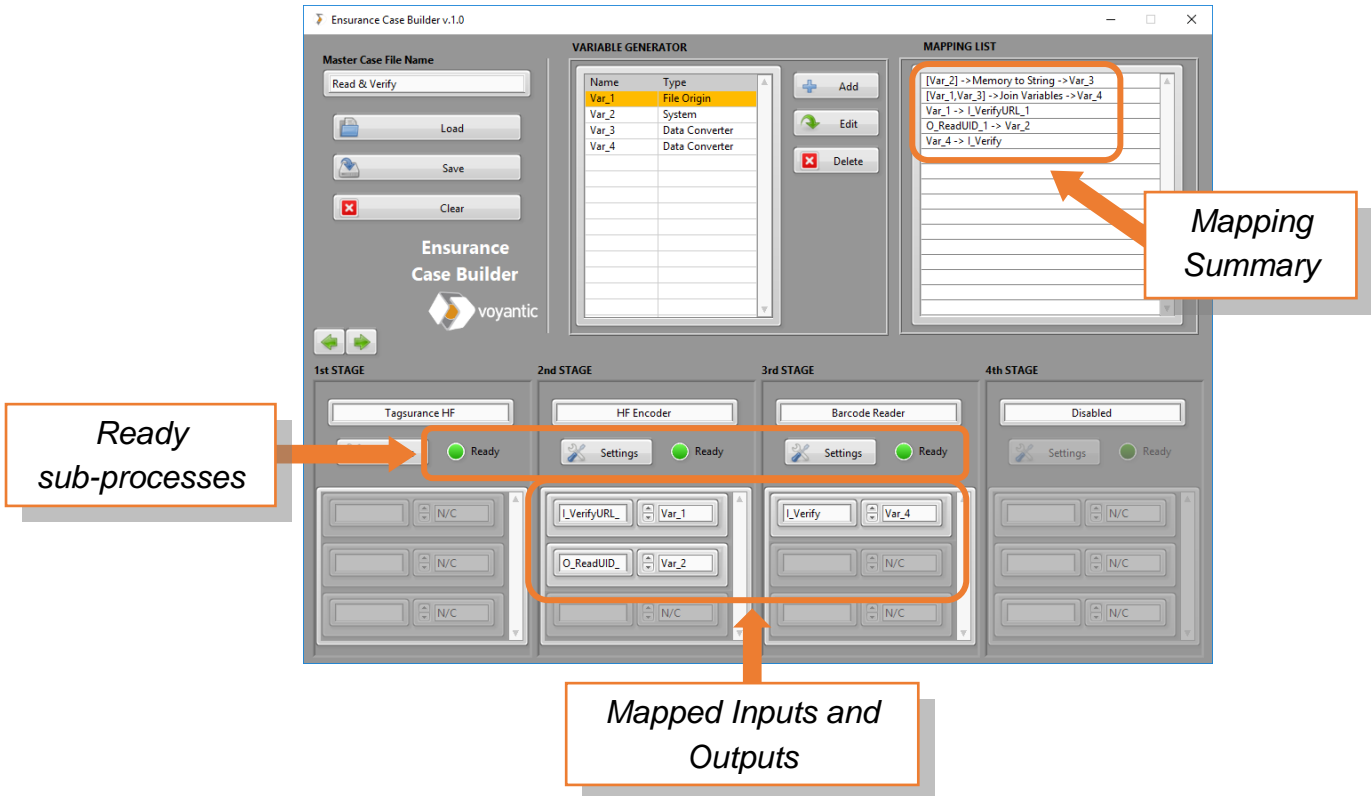 Ensurance Case Builder v.1.0
Master Case File Name
Read & Verify
Load
Save
Clear
Ensurance
Case Builder
voyantic
VARIABLE GENERATOR
Name Type
Var_1 File Origin
Var_2 System
Var_3 Data Converter
Var_4 Data Converter
Add
Edit
Delete
MAPPING LIST
[Var_2] ->Memory to String ->Var_3
[Var_1,Var_3] ->Join Variables ->Var_4
Var_1 -> I_VerifyURL_1
O_ReadUID_1 -> Var_2
Var_4 -> I_Verify
Mapping
Summary
1st STAGE
Tagsurance HF
Ready
N/C
N/C
N/C
2nd STAGE
HF Encoder
Settings Ready
I_VerifyURL_ Var_1
O_ReadUID_ Var_2
N/C
3rd STAGE
Barcode Reader
Settings Ready
I_Verify Var_4
N/C
N/C
4th STAGE
Disabled
Settings Ready
N/C
N/C
N/C
Ready
sub-processes
Mapped Inputs and
Outputs